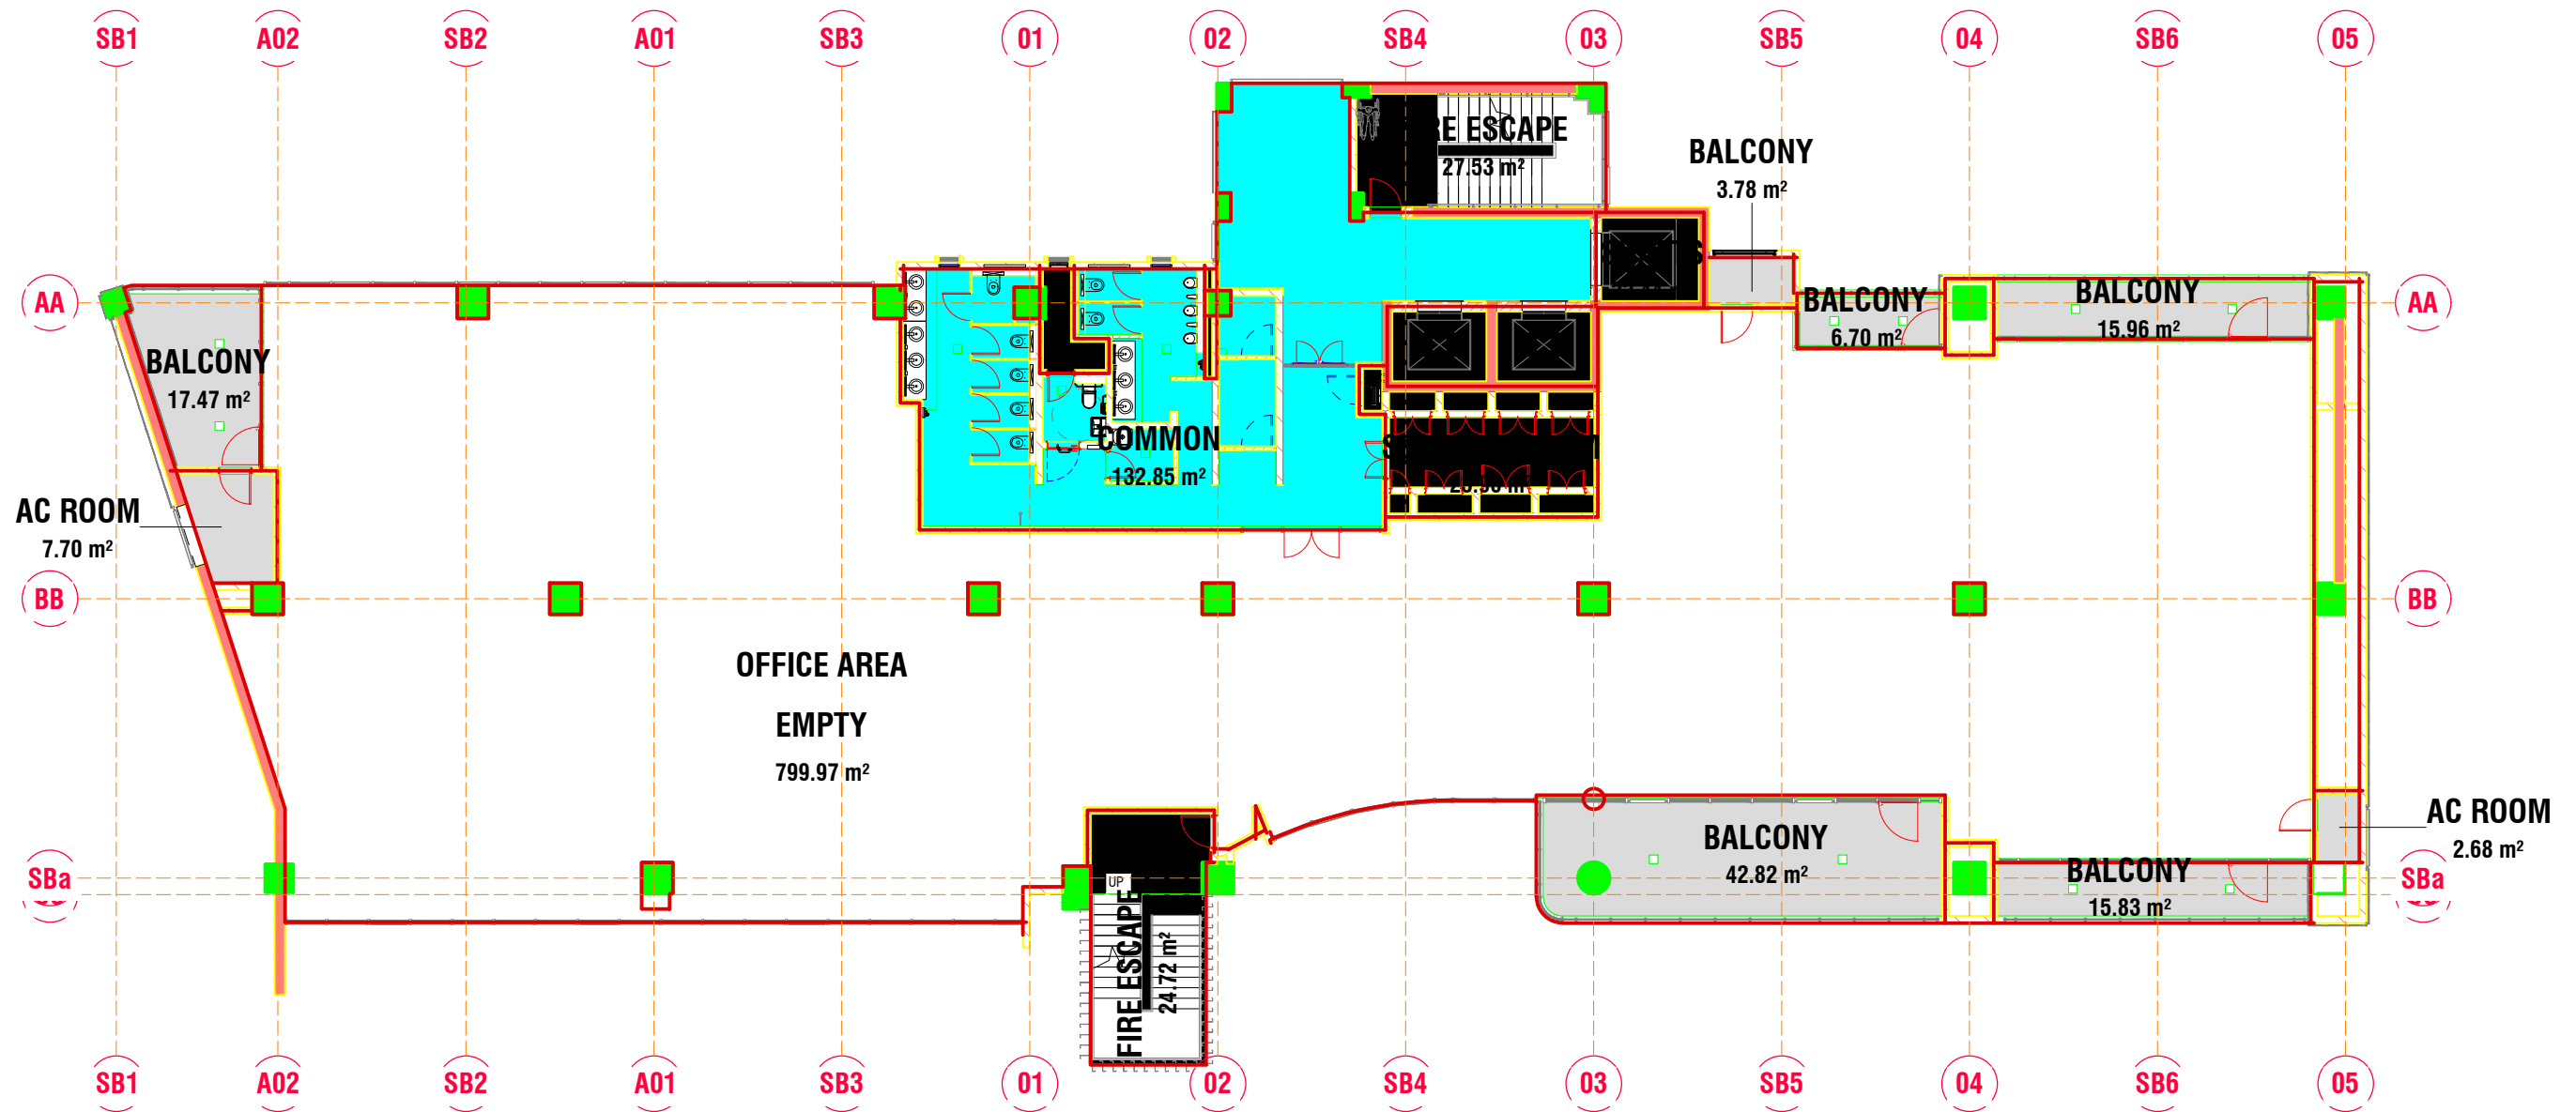 SB1 A02 SB2 A01 SB3 01 02 SB4 03 SB5 04 SB6 05
RE ESCAPE
27.53 m²
BALCONY
3.78 m²
AA
AA
BALCONY
6.70 m²
BALCONY
15.96 m²
BALCONY
17.47 m²
COMMON
132.85 m²
AC ROOM
7.70 m²
BB
BB
OFFICE AREA
EMPTY
799.97 m²
AC ROOM
2.68 m²
BALCONY
42.82 m²
BALCONY
15.83 m²
SBa
SBa
UP
FIRE ESCAPE
24.72 m²
SB1 A02 SB2 A01 SB3 01 02 SB4 03 SB5 04 SB6 05